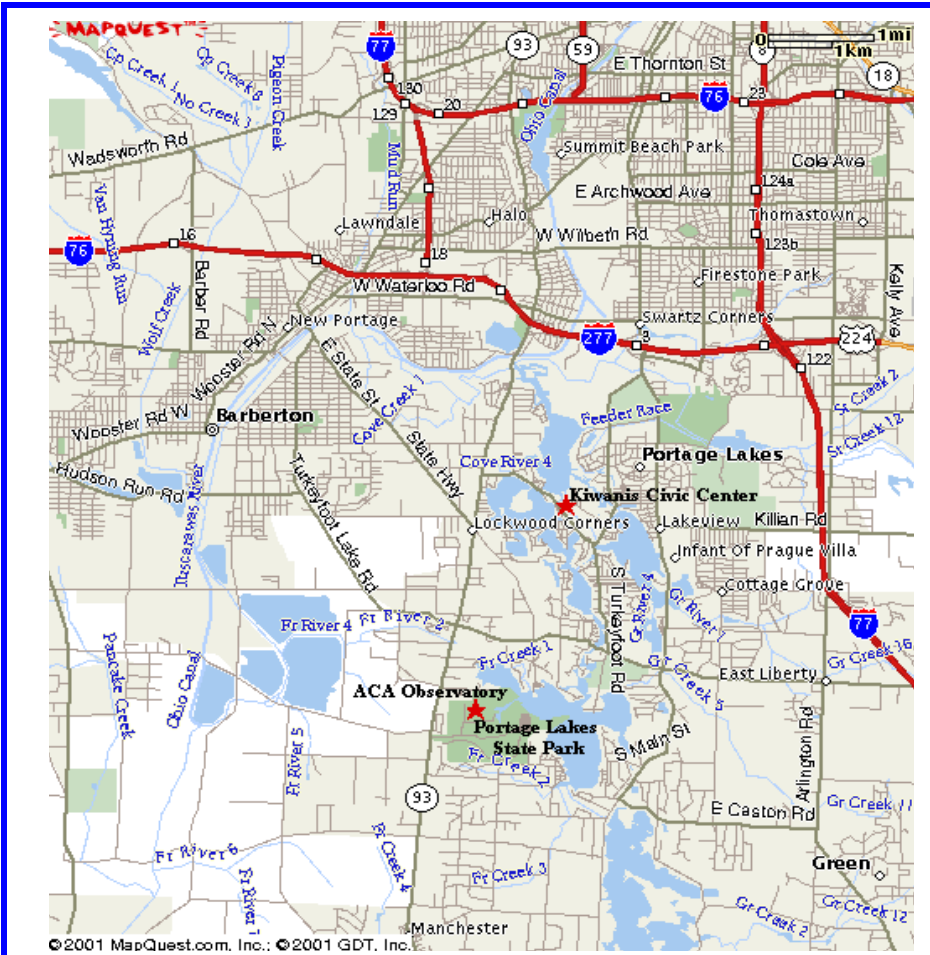 MAPQUEST
77
93
59
8
0 1mi
1km
E Thornton St
18
Cp Creek 1
Cp Creek 6
No Creek 3
Pigeon Creek
130
129
20
76
23
Ohio Canal
Wadsworth Rd
Mud Run
Summit Beach Park
Cole Ave
E Archwood Ave
124a
Van Hyning Run
Lawndale
Halo
Thomastown
W Wilbeth Rd
123b
16
76
18
Barber Rd
W Waterloo Rd
Firestone Park
Kelly Ave
Wolf Creek
New Portage
Swartz Corners
277
3
224
Wooster Rd N
E State St
122
Cove Creek 1
Sr Creek 2
Wooster Rd W
Barberton
Feeder Race
Sr Creek 12
State Hwy
Portage Lakes
Cove River 4
Hudson Run Rd
Turkeyfoot Lake Rd
Kiwanis Civic Center
Tuscarawas River
Lockwood Corners
Lakeview
Killian Rd
Infant Of Prague Villa
S Turkeyfoot Rd
Gr River 4
Cottage Grove
Gr River 1
Fr River 4
Fr River 2
77
Pancake Creek
Ohio Canal
Fr Creek 1
Gr Creek 5
Gr Creek 16
East Liberty
ACA Observatory
Portage Lakes
State Park
Fr River 5
S Main St
Arlington Rd
Fr Creek 2
93
E Caston Rd
Gr Creek 11
Fr River 6
Fr River 7
Fr Creek 4
Fr Creek 3
Green
Gr Creek 2
Gr Creek 12
Manchester
©2001 MapQuest.com, Inc.; ©2001 GDT, Inc.